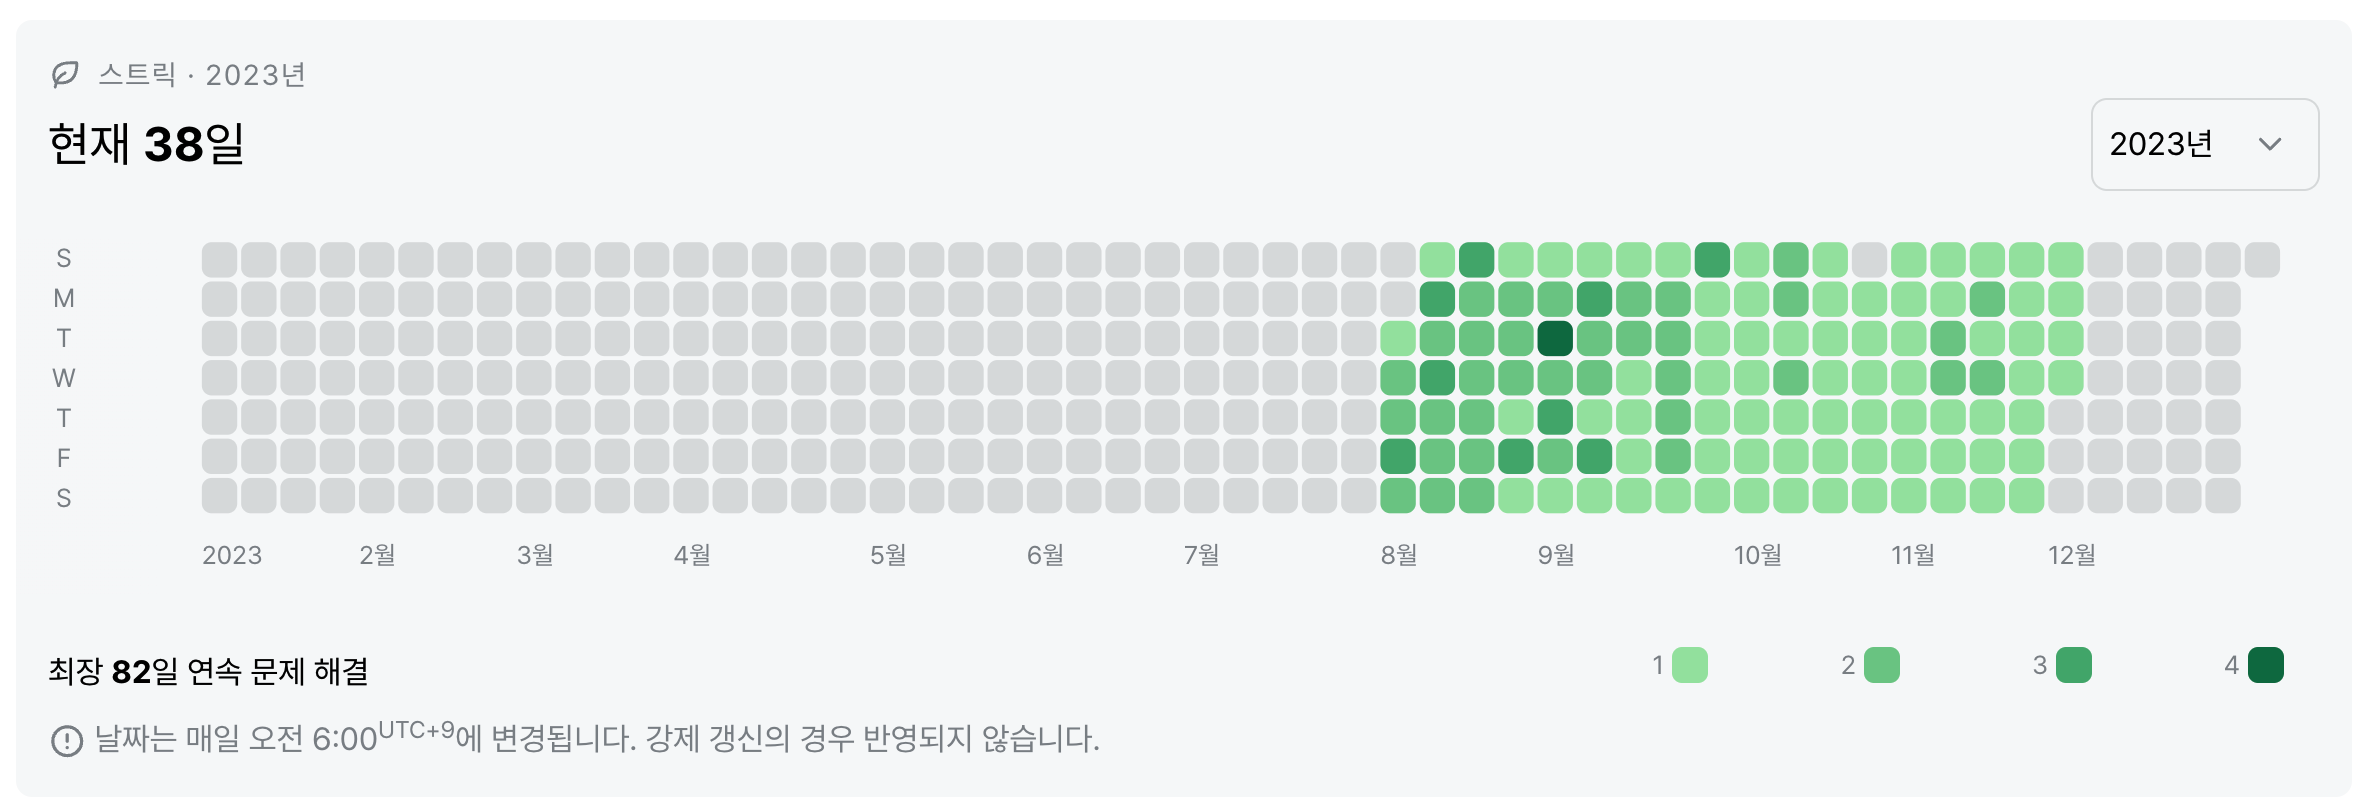 스트릭 · 2023년
현재 38일
2023년
S
M
T
W
T
F
S
2023 2월 3월 4월 5월 6월 7월 8월 9월 10월 11월 12월
최장 82일 연속 문제 해결
1 2 3 4
날짜는 매일 오전 6:00UTC+9에 변경됩니다. 강제 갱신의 경우 반영되지 않습니다.